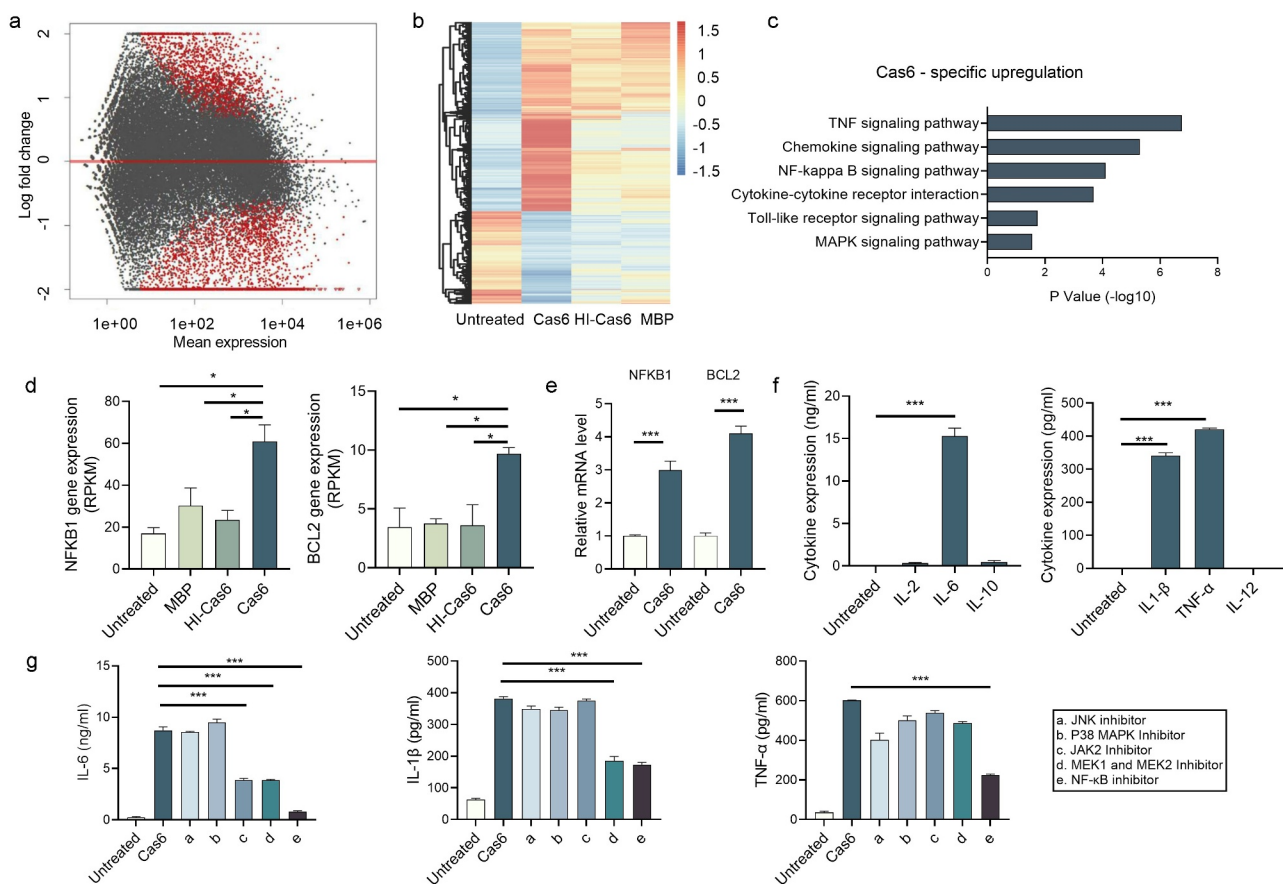 a
2
1
0
-1
-2
Log fold change
1e+00 1e+02 1e+04 1e+06
Mean expression
b
1.5
1
0.5
0
-0.5
-1
-1.5
Untreated Cas6 HI-Cas6 MBP
c
Cas6 - specific upregulation
TNF signaling pathway
Chemokine signaling pathway
NF-kappa B signaling pathway
Cytokine-cytokine receptor interaction
Toll-like receptor signaling pathway
MAPK signaling pathway
0 2 4 6 8
P Value (-log10)
d
NFKB1 gene expression
(RPKM)
80
60
40
20
0
*
*
*
Untreated
MBP
HI-Cas6
Cas6
BCL2 gene expression
(RPKM)
15
10
5
0
*
*
*
Untreated
MBP
HI-Cas6
Cas6
e
NFKB1 BCL2
Relative mRNA level
5
4
3
2
1
0
***
***
Untreated
Cas6
Untreated
Cas6
f
Cytokine expression (ng/ml)
20
15
10
5
0
***
Untreated
IL-2
IL-6
IL-10
Cytokine expression (pg/ml)
500
400
300
200
100
0
***
***
Untreated
IL1-β
TNF-α
IL-12
g
IL-6 (ng/ml)
15
10
5
0
***
***
***
Untreated
Cas6
a
b
c
d
e
IL-1β
(pg/ml)
500
400
300
200
100
0
***
***
Untreated
Cas6
a
b
c
d
e
TNF-α (pg/ml)
800
600
400
200
0
***
Untreated
Cas6
a
b
c
d
e
a. JNK inhibitor
b. P38 MAPK Inhibitor
c. JAK2 Inhibitor
d. MEK1 and MEK2 Inhibitor
e. NF-κB inhibitor